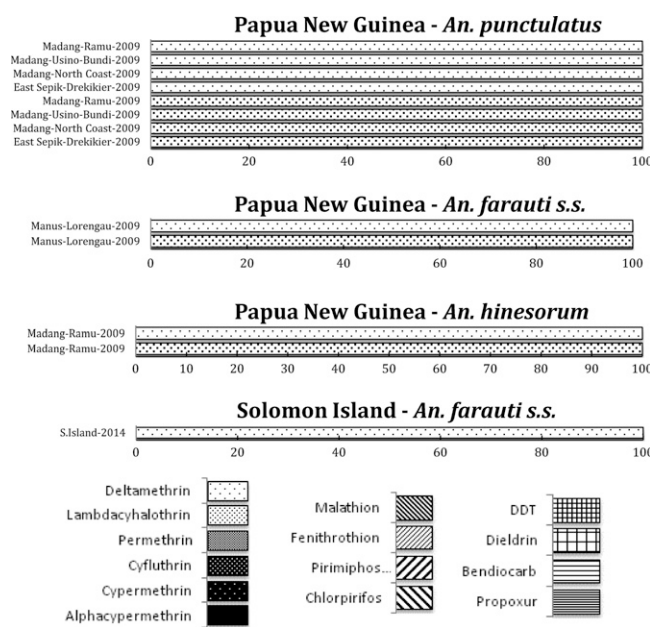 Papua New Guinea - An. punctulatus
Madang-Ramu-2009
Madang-Usino-Bundi-2009
Madang-North Coast-2009
East Sepik-Drekikier-2009
Madang-Ramu-2009
Madang-Usino-Bundi-2009
Madang-North Coast-2009
East Sepik-Drekikier-2009
0 20 40 60 80 100
Papua New Guinea - An. farauti s.s.
Manus-Lorengau-2009
Manus-Lorengau-2009
0 20 40 60 80 100
Papua New Guinea - An. hinesorum
Madang-Ramu-2009
Madang-Ramu-2009
0 10 20 30 40 50 60 70 80 90 100
Solomon Island - An. farauti s.s.
S.Island-2014
0 20 40 60 80 100
Deltamethrin
Lambdacyhalothrin
Permethrin
Cyfluthrin
Cypermethrin
Alphacypermethrin
Malathion
Fenithrothion
Pirimiphos...
Chlorpirifos
DDT
Dieldrin
Bendiocarb
Propoxur